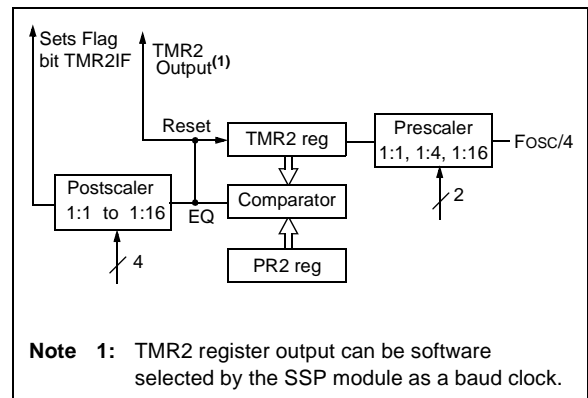 Sets Flag
bit TMR2IF
TMR2
Output(1)
Reset
TMR2 reg
Prescaler
1:1, 1:4, 1:16
FOSC/4
2
Postscaler
1:1 to 1:16
EQ
Comparator
4
PR2 reg
Note 1: TMR2 register output can be software
selected by the SSP module as a baud clock.